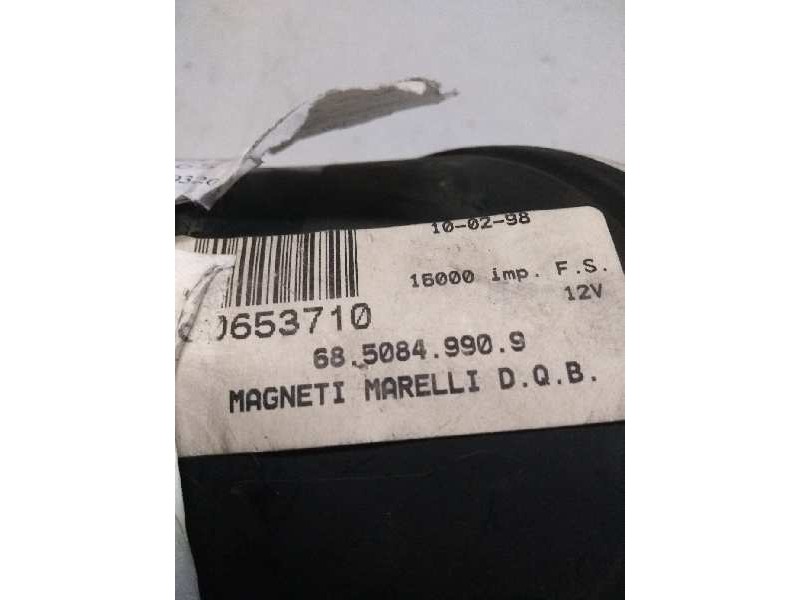 10-02-98
16000 imp. F.S.
12V
0653710
68.5084.990.9
MAGNETI MARELLI D.Q.B.